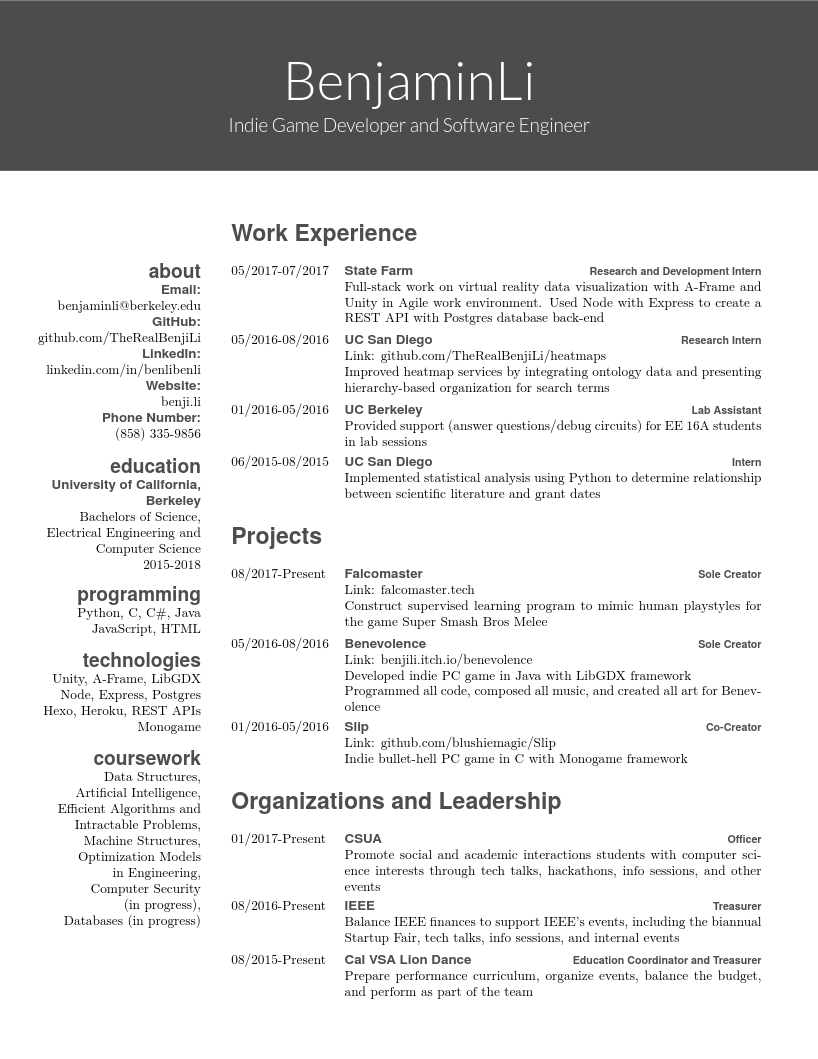 BenjaminLi
Indie Game Developer and Software Engineer
about
Email:
benjaminli@berkeley.edu
GitHub:
github.com/TheRealBenjiLi
LinkedIn:
linkedin.com/in/benlibenli
Website:
benji.li
Phone Number:
(858) 335-9856
education
University of California,
Berkeley
Bachelors of Science,
Electrical Engineering and
Computer Science
2015-2018
programming
Python, C, C#, Java
JavaScript, HTML
technologies
Unity, A-Frame, LibGDX
Node, Express, Postgres
Hexo, Heroku, REST APIs
Monogame
coursework
Data Structures,
Artificial Intelligence,
Efficient Algorithms and
Intractable Problems,
Machine Structures,
Optimization Models
in Engineering,
Computer Security
(in progress),
Databases (in progress)
Work Experience
05/2017-07/2017 State Farm Research and Development Intern
Full-stack work on virtual reality data visualization with A-Frame and
Unity in Agile work environment. Used Node with Express to create a
REST API with Postgres database back-end
05/2016-08/2016 UC San Diego Research Intern
Link: github.com/TheRealBenjiLi/heatmaps
Improved heatmap services by integrating ontology data and presenting
hierarchy-based organization for search terms
01/2016-05/2016 UC Berkeley Lab Assistant
Provided support (answer questions/debug circuits) for EE 16A students
in lab sessions
06/2015-08/2015 UC San Diego Intern
Implemented statistical analysis using Python to determine relationship
between scientific literature and grant dates
Projects
08/2017-Present Falcomaster Sole Creator
Link: falcomaster.tech
Construct supervised learning program to mimic human playstyles for
the game Super Smash Bros Melee
05/2016-08/2016 Benevolence Sole Creator
Link: benjili.itch.io/benevolence
Developed indie PC game in Java with LibGDX framework
Programmed all code, composed all music, and created all art for Benev-
olence
01/2016-05/2016 Slip Co-Creator
Link: github.com/blushiemagic/Slip
Indie bullet-hell PC game in C with Monogame framework
Organizations and Leadership
01/2017-Present CSUA Officer
Promote social and academic interactions students with computer sci-
ence interests through tech talks, hackathons, info sessions, and other
events
08/2016-Present IEEE Treasurer
Balance IEEE finances to support IEEE's events, including the biannual
Startup Fair, tech talks, info sessions, and internal events
08/2015-Present Cal VSA Lion Dance Education Coordinator and Treasurer
Prepare performance curriculum, organize events, balance the budget,
and perform as part of the team